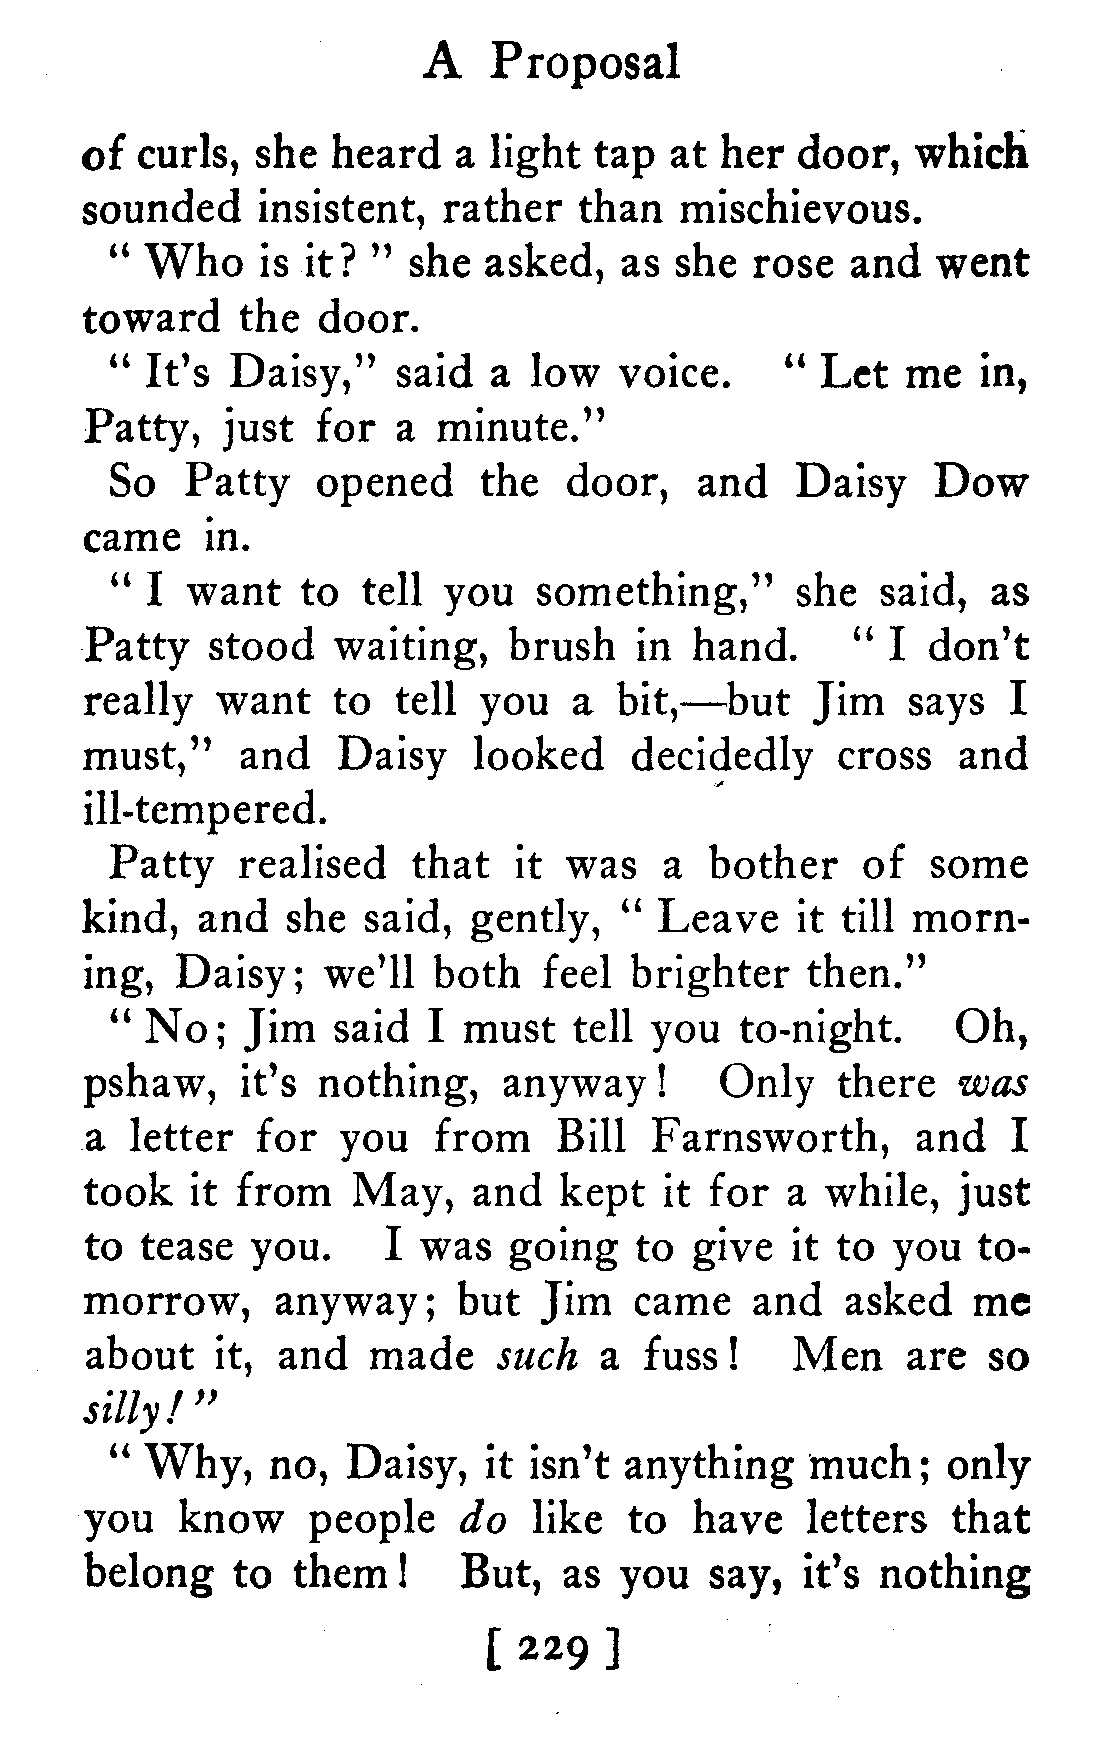 A Proposal
of curls, she heard a light tap at her door, which
sounded insistent, rather than mischievous.
" Who is it? " she asked, as she rose and went
toward the door.
" It's Daisy," said a low voice. " Let me in,
Patty, just for a minute."
So Patty opened the door, and Daisy Dow
came in.
" I want to tell you something," she said, as
Patty stood waiting, brush in hand. " I don't
really want to tell you a bit,—but Jim says I
must," and Daisy looked decidedly cross and
ill-tempered.
Patty realised that it was a bother of some
kind, and she said, gently, " Leave it till morn-
ing, Daisy; we'll both feel brighter then."
" No; Jim said I must tell you to-night. Oh,
pshaw, it's nothing, anyway! Only there was
a letter for you from Bill Farnsworth, and I
took it from May, and kept it for a while, just
to tease you. I was going to give it to you to-
morrow, anyway; but Jim came and asked me
about it, and made such a fuss! Men are so
silly! "
" Why, no, Daisy, it isn't anything much; only
you know people do like to have letters that
belong to them! But, as you say, it's nothing
[ 229 ]